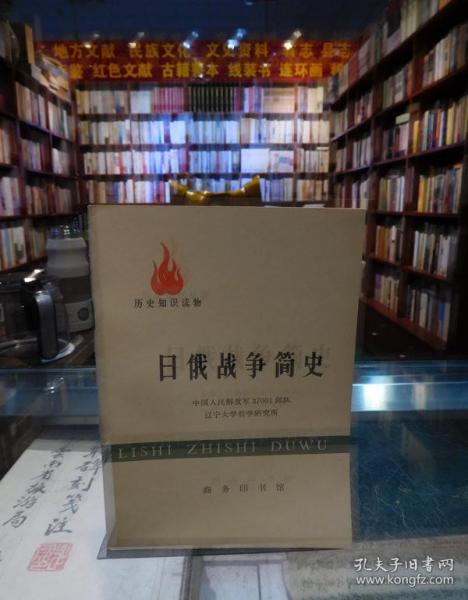 地方文献 民族文化 文史资料 县志
红色文献 古籍善本 线装书 连环画
历史知识读物
日俄战争简史
中国人民解放军37001部队
辽宁大学哲学研究所
LISHI ZHISHI DUWU
商务印书馆
刻笺注
孔夫子旧书网
www.kongfz.com